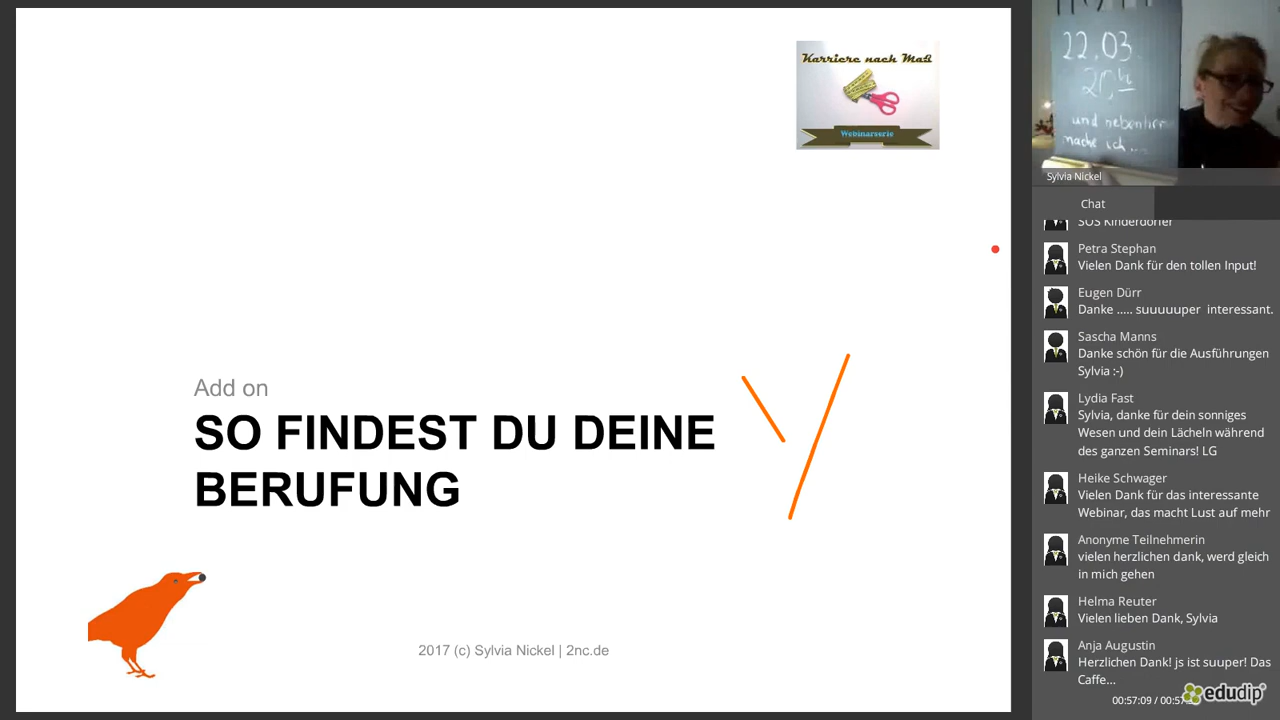 Karriere nach Maß
Webinarserie
Add on
SO FINDEST DU DEINE
BERUFUNG
2017 (c) Sylvia Nickel | 2nc.de
22.03.
20 Uhr
und nebenbei
mache ich ....
Sylvia Nickel
Chat
SOS Kinderdörfer
Petra Stephan
Vielen Dank für den tollen Input!
Eugen Dürr
Danke ..... suuuuuper interessant.
Sascha Manns
Danke schön für die Ausführungen
Sylvia :-)
Lydia Fast
Sylvia, danke für dein sonniges
Wesen und dein Lächeln während
des ganzen Seminars! LG
Heike Schwager
Vielen Dank für das interessante
Webinar, das macht Lust auf mehr
Anonyme Teilnehmerin
vielen herzlichen dank, werd gleich
in mich gehen
Helma Reuter
Vielen lieben Dank, Sylvia
Anja Augustin
Herzlichen Dank! js ist suuper! Das
Caffe...
00:57:09 / 00:57:
edudip